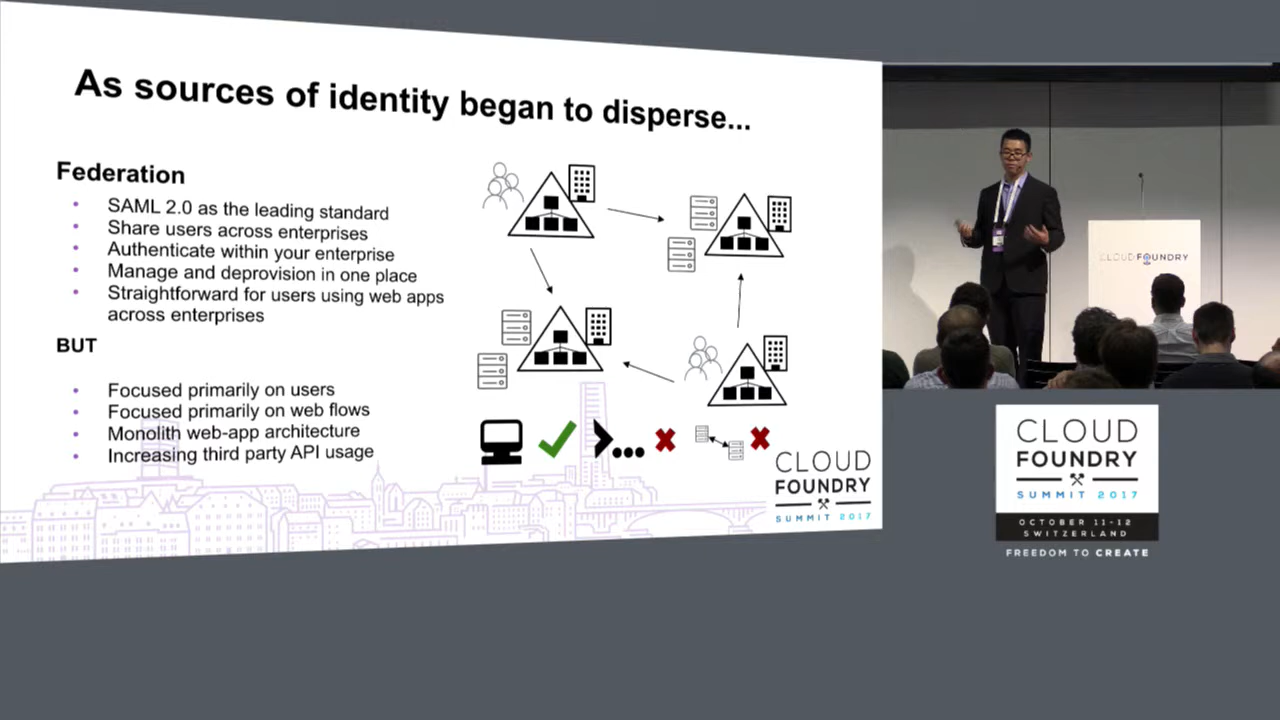 As sources of identity began to disperse...
Federation
• SAML 2.0 as the leading standard
• Share users across enterprises
• Authenticate within your enterprise
• Manage and deprovision in one place
• Straightforward for users using web apps
across enterprises
BUT
• Focused primarily on users
• Focused primarily on web flows
• Monolith web-app architecture
• Increasing third party API usage
CLOUD
FOUNDRY
SUMMIT 2017
CLOUD FOUNDRY
CLOUD
FOUNDRY
SUMMIT 2017
OCTOBER 11-12
SWITZERLAND
FREEDOM TO CREATE